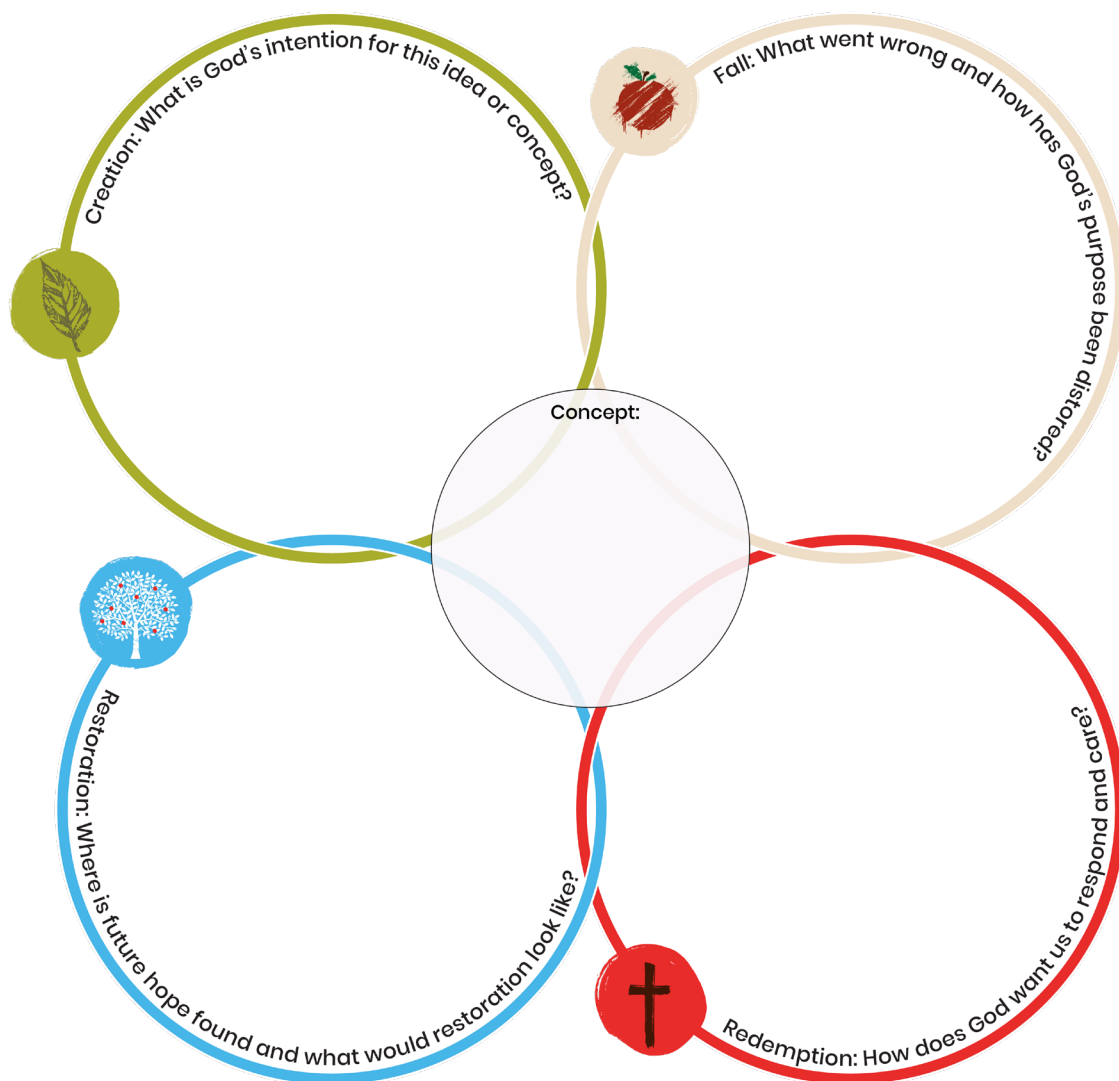 Creation: What is God's intention for this idea or concept?
Fall: What went wrong and how has God's purpose been distored?
Concept:
Restoration: Where is future hope found and what would restoration look like?
Redemption: How does God want us to respond and care?